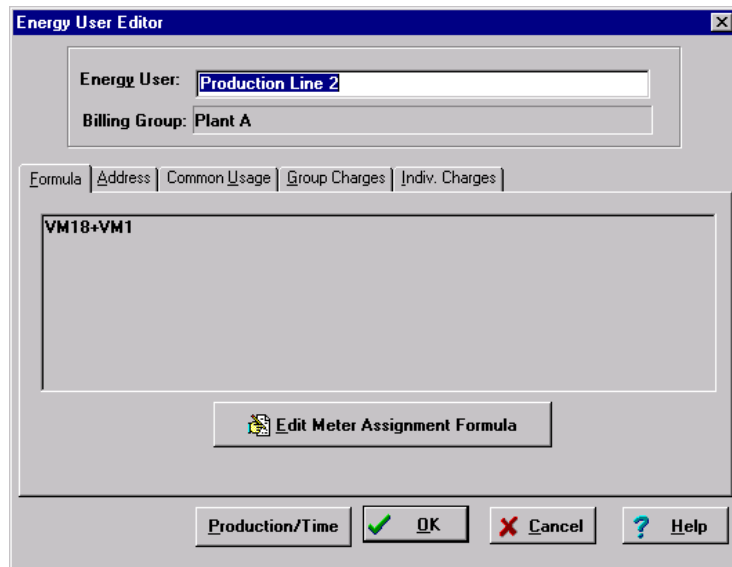 Energy User Editor
Energy User: Production Line 2
Billing Group: Plant A
Formula Address Common Usage Group Charges Indiv. Charges
VM18+VM1
Edit Meter Assignment Formula
Production/Time OK Cancel ? Help